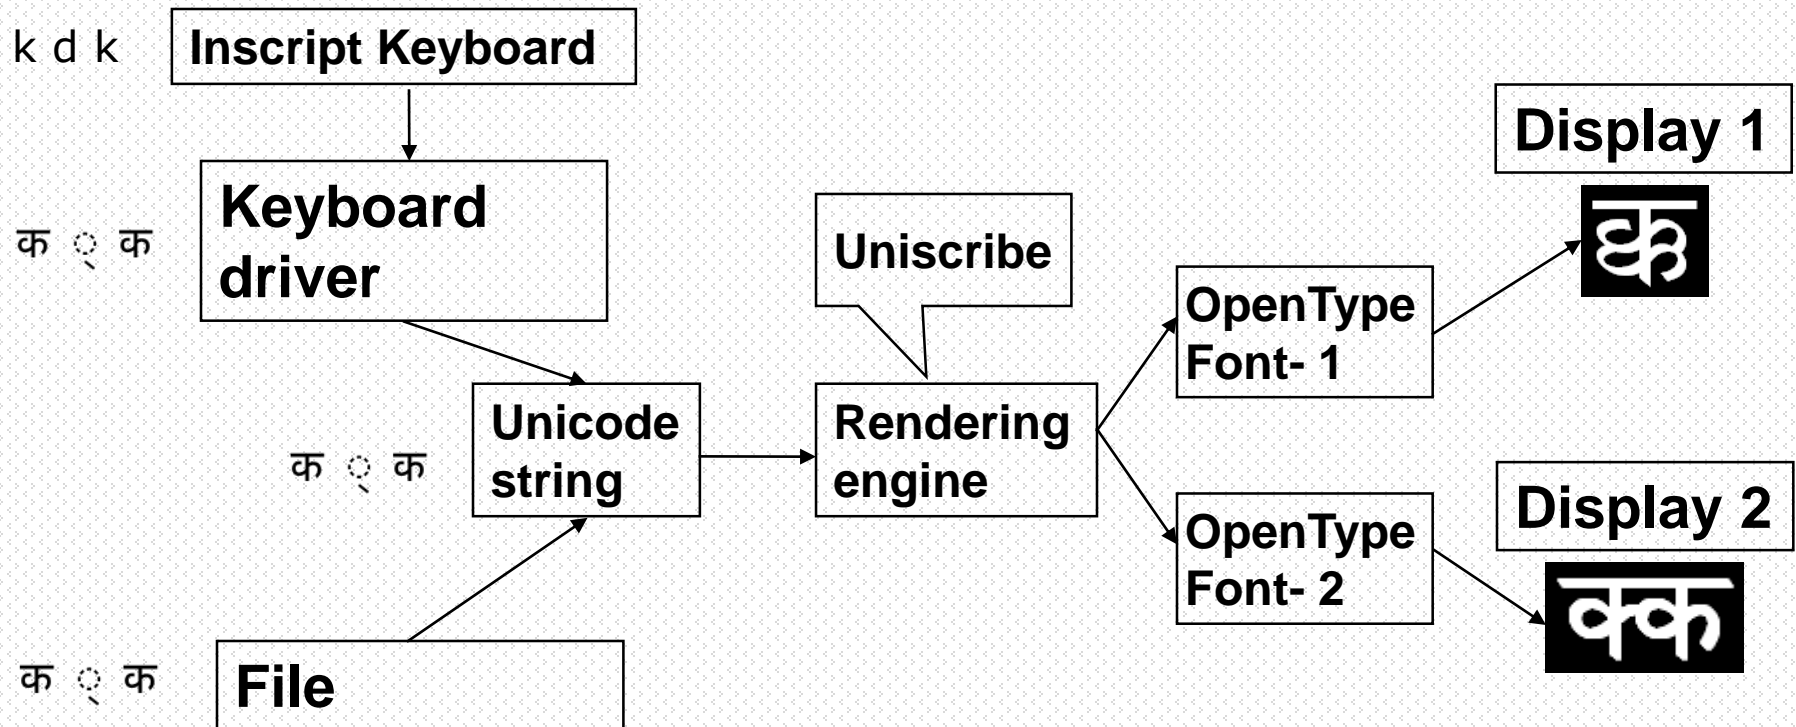 k d k
Inscript Keyboard
Display 1
Keyboard
driver
क ् क
Uniscribe
क्क
OpenType
Font- 1
Unicode
string
क ् क
Rendering
engine
Display 2
OpenType
Font- 2
क्क
क ् क
File